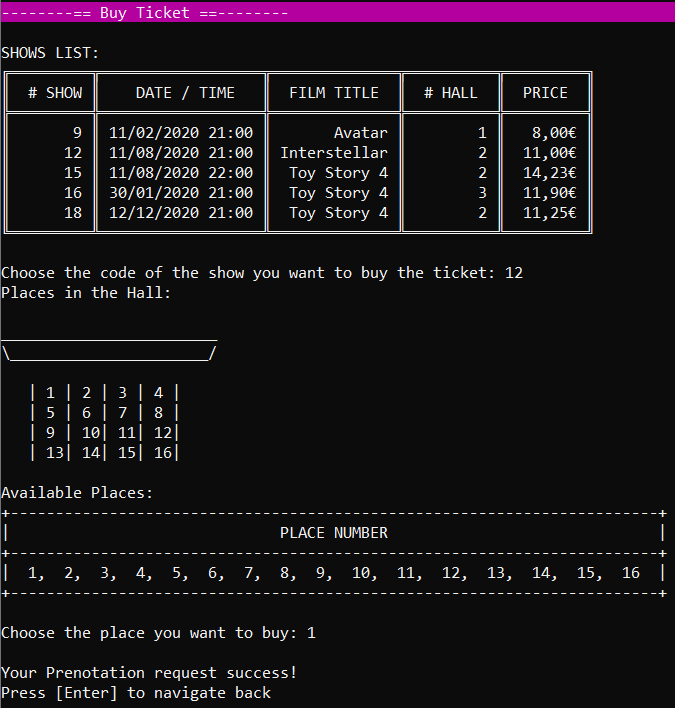 --------== Buy Ticket ==--------
SHOWS LIST:
# SHOW DATE / TIME FILM TITLE # HALL PRICE
9 11/02/2020 21:00 Avatar 1 8,00€
12 11/08/2020 21:00 Interstellar 2 11,00€
15 11/08/2020 22:00 Toy Story 4 2 14,23€
16 30/01/2020 21:00 Toy Story 4 3 11,90€
18 12/12/2020 21:00 Toy Story 4 2 11,25€
Choose the code of the show you want to buy the ticket: 12
Places in the Hall:
________________________
\______________________/
| 1 | 2 | 3 | 4 |
| 5 | 6 | 7 | 8 |
| 9 | 10| 11| 12|
| 13| 14| 15| 16|
Available Places:
PLACE NUMBER
| 1, 2, 3, 4, 5, 6, 7, 8, 9, 10, 11, 12, 13, 14, 15, 16 |
Choose the place you want to buy: 1
Your Prenotation request success!
Press [Enter] to navigate back